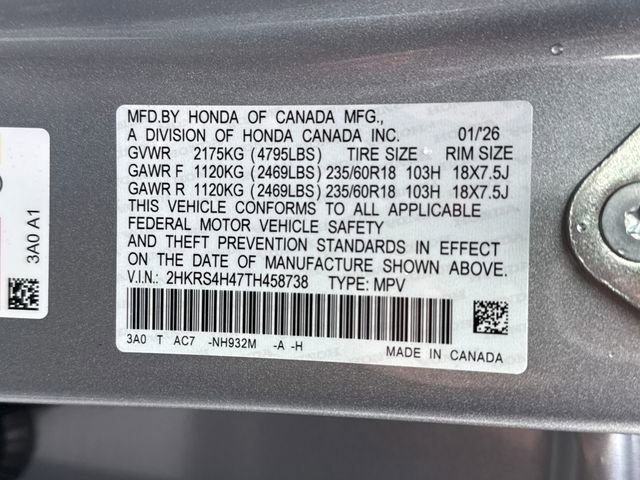 MFD.BY HONDA OF CANADA MFG.,
A DIVISION OF HONDA CANADA INC. 01/26
GVWR 2175KG (4795LBS) TIRE SIZE RIM SIZE
GAWR F 1120KG (2469LBS) 235/60R18 103H 18X7.5J
GAWR R 1120KG (2469LBS) 235/60R18 103H 18X7.5J
THIS VEHICLE CONFORMS TO ALL APPLICABLE
FEDERAL MOTOR VEHICLE SAFETY
AND THEFT PREVENTION STANDARDS IN EFFECT
ON THE DATE OF MANUFACTURE SHOWN ABOVE.
V.I.N.: 2HKRS4H47TH458738 TYPE: MPV
3A0 T AC7 -NH932M -A -H
MADE IN CANADA
3A0 A1